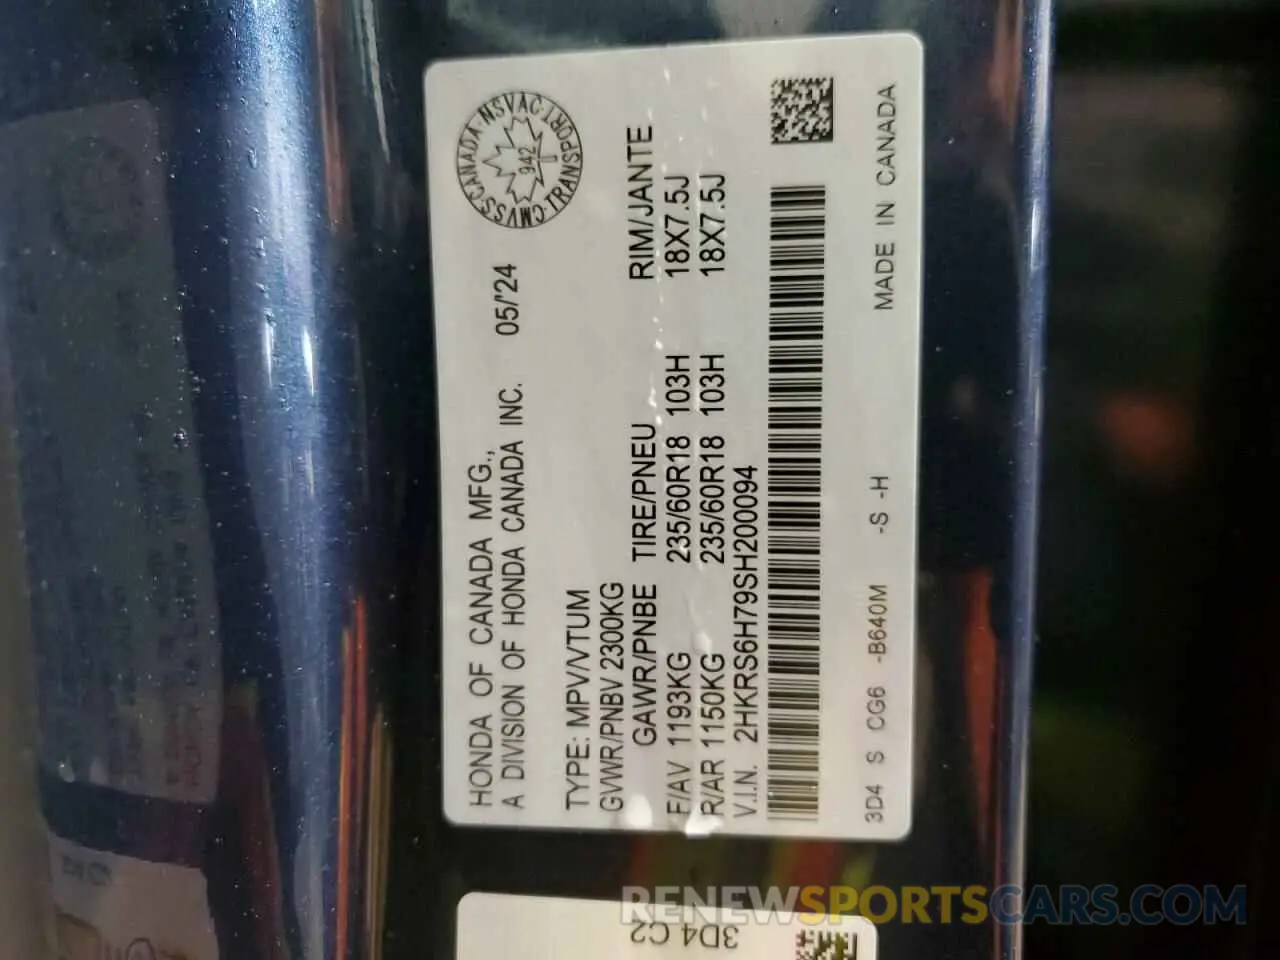 HONDA OF CANADA MFG.,
A DIVISION OF HONDA CANADA INC. 05/'24
CMVSS-CANADA-NSVAC-TRANSPORT-
942
TYPE: MPV/VTUM
GVWR/PNBV 2300KG
GAWR/PNBE TIRE/PNEU RIM/JANTE
F/AV 1193KG 235/60R18 103H 18X7.5J
R/AR 1150KG 235/60R18 103H 18X7.5J
V.I.N. 2HKRS6H79SH200094
3D4 S CG6 -B640M -S -H MADE IN CANADA
3D4 C2
RENEWSPORTSCARS.COM